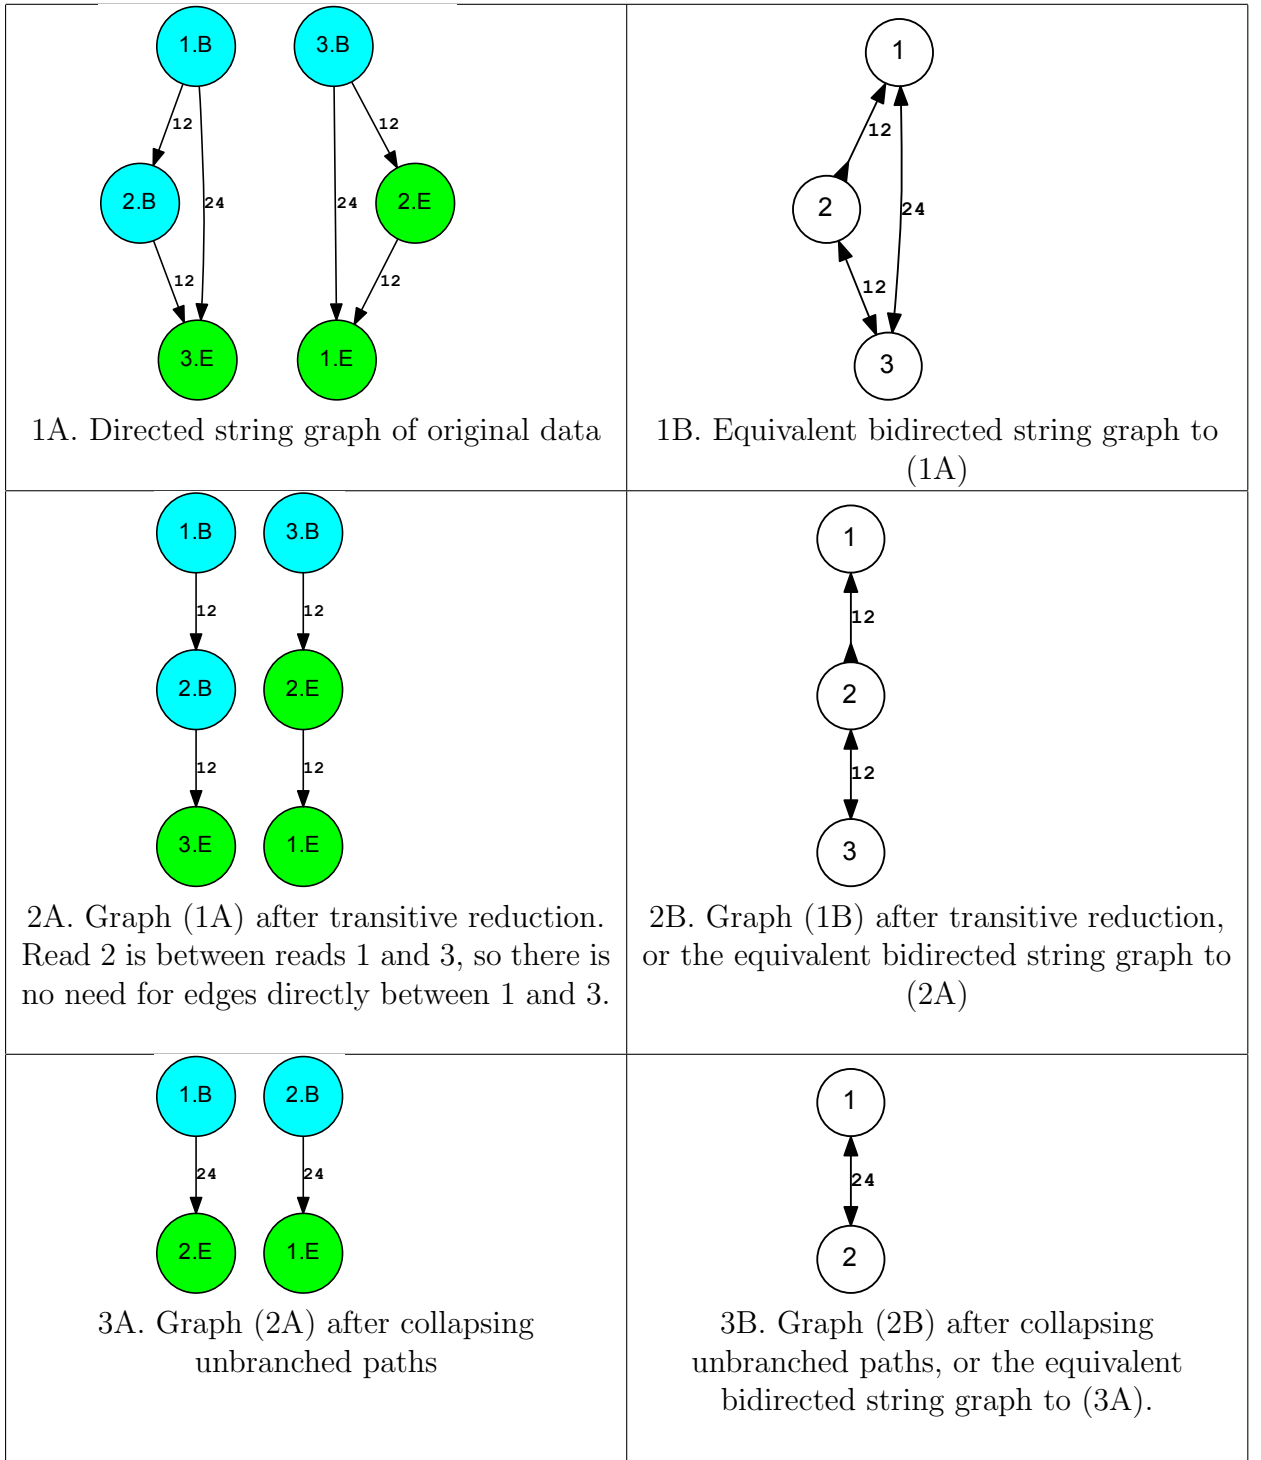 1.B 3.B
12 12
2.B 24 24 2.E
12 12
3.E 1.E
1A. Directed string graph of original data
1
12
2 24
12
3
1B. Equivalent bidirected string graph to
(1A)
1.B 3.B
12 12
2.B 2.E
12 12
3.E 1.E
2A. Graph (1A) after transitive reduction.
Read 2 is between reads 1 and 3, so there is
no need for edges directly between 1 and 3.
1
12
2
12
3
2B. Graph (1B) after transitive reduction,
or the equivalent bidirected string graph to
(2A)
1.B 2.B
24 24
2.E 1.E
3A. Graph (2A) after collapsing
unbranched paths
1
24
2
3B. Graph (2B) after collapsing
unbranched paths, or the equivalent
bidirected string graph to (3A).